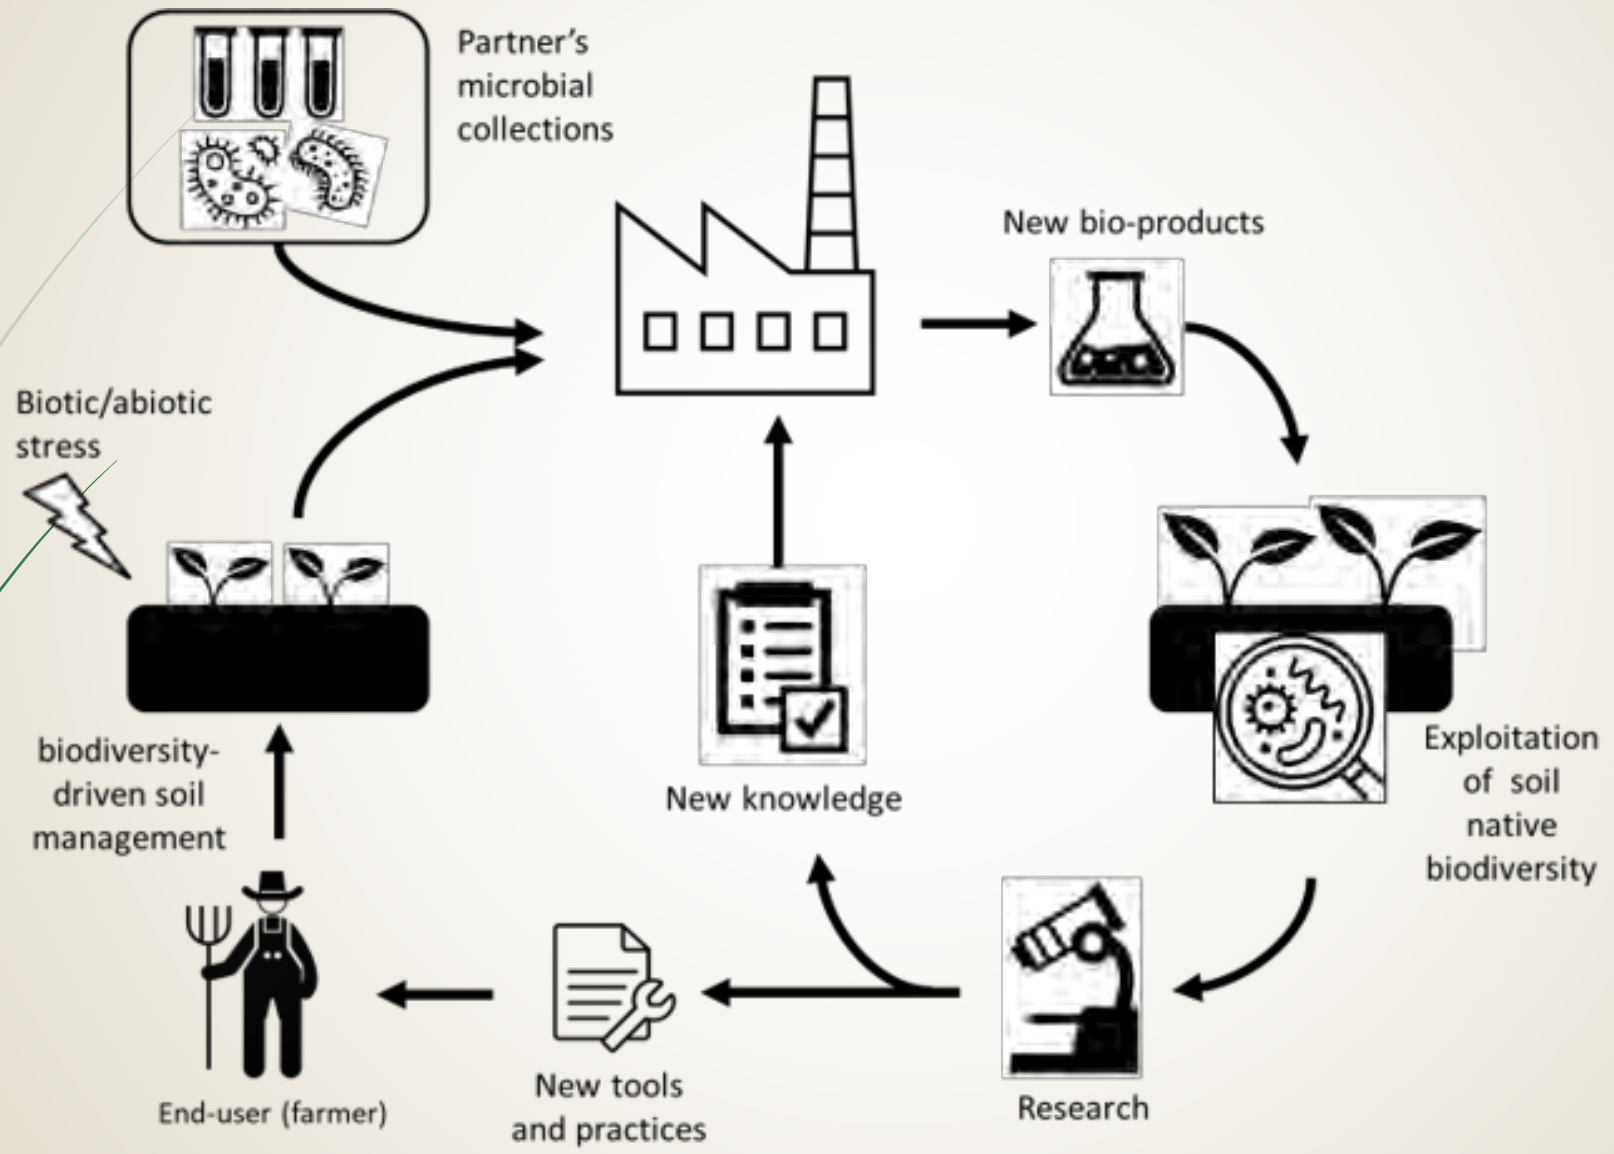 Partner's
microbial
collections
New bio-products
Biotic/abiotic
stress
biodiversity-
driven soil
management
New knowledge
Exploitation
of soil
native
biodiversity
End-user (farmer)
New tools
and practices
Research